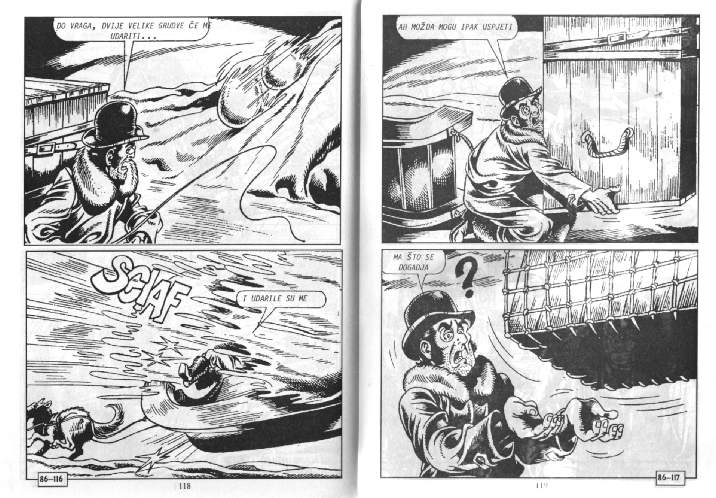 DO VRAGA, DVIJE VELIKE GRUDVE ČE ME
UDARITI...
SCIAF
I UDARILE SU ME
86-116
118
AH MOŽDA MOGU IPAK USPJETI
MA ŠTO SE
DOGADJA
?
86-117